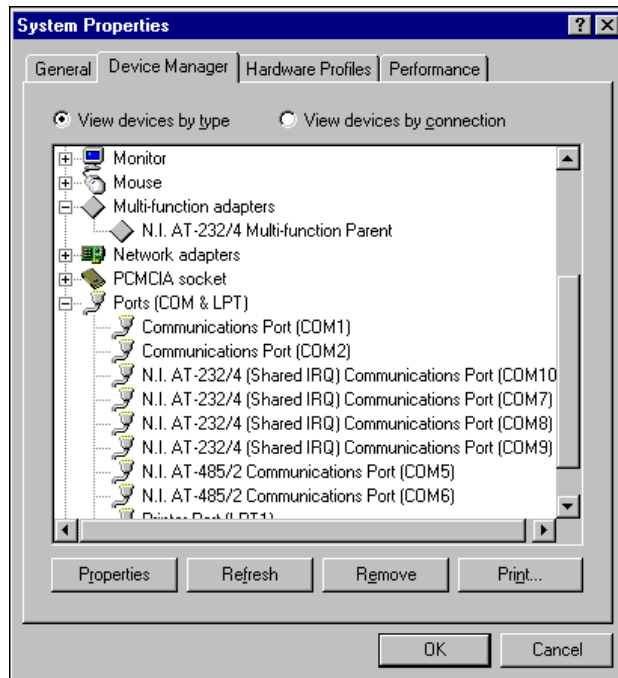 System Properties
General Device Manager Hardware Profiles Performance
View devices by type View devices by connection
Monitor
Mouse
Multi-function adapters
N.I. AT-232/4 Multi-function Parent
Network adapters
PCMCIA socket
Ports (COM & LPT)
Communications Port (COM1)
Communications Port (COM2)
N.I. AT-232/4 (Shared IRQ) Communications Port (COM10
N.I. AT-232/4 (Shared IRQ) Communications Port (COM7)
N.I. AT-232/4 (Shared IRQ) Communications Port (COM8)
N.I. AT-232/4 (Shared IRQ) Communications Port (COM9)
N.I. AT-485/2 Communications Port (COM5)
N.I. AT-485/2 Communications Port (COM6)
Printer Port (LPT1)
Properties Refresh Remove Print...
OK Cancel